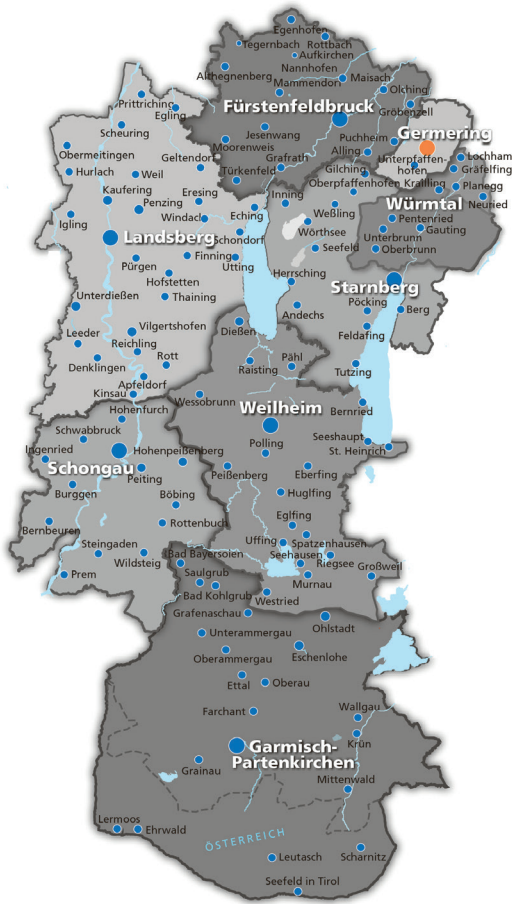 Egenhofen
Tegernbach
Rottbach
Aufkirchen
Nannhofen
Althegnenberg
Mammendorf
Maisach
Olching
Prittriching
Fürstenfeldbruck
Gröbenzell
Egling
Scheuring
Jesenwang
Puchheim
Germering
Moorenweis
Alling
Obermeitingen
Geltendorf
Grafrath
Unterpfaffen-
hofen
Lochham
Gräfelfing
Hurlach
Weil
Türkenfeld
Gilching
Oberpfaffenhofen
Krailling
Planegg
Kaufering
Eresing
Inning
Neuried
Penzing
Weßling
Würmtal
Igling
Windach
Eching
Pentenried
Gauting
Landsberg
Schondorf
Wörthsee
Unterbrunn
Seefeld
Oberbrunn
Finning
Pürgen
Utting
Hofstetten
Herrsching
Starnberg
Unterdießen
Thaining
Pöcking
Andechs
Berg
Leeder
Vilgertshofen
Dießen
Feldafing
Reichling
Denklingen
Rott
Raisting
Pähl
Tutzing
Apfeldorf
Kinsau
Wessobrunn
Hohenfurch
Weilheim
Bernried
Schwabbruck
Polling
Seeshaupt
Ingenried
Hohenpeißenberg
St. Heinrich
Schongau
Peiting
Peißenberg
Eberfing
Burggen
Böbing
Huglfing
Bernbeuren
Rottenbuch
Eglfing
Steingaden
Uffing
Spatzenhausen
Wildsteig
Bad Bayersoien
Seehausen
Riegsee
Großweil
Prem
Saulgrub
Murnau
Bad Kohlgrub
Westried
Grafenaschau
Ohlstadt
Unterammergau
Oberammergau
Eschenlohe
Ettal
Oberau
Farchant
Wallgau
Garmisch-
Partenkirchen
Krün
Grainau
Mittenwald
Lermoos
Ehrwald
ÖSTERREICH
Leutasch
Scharnitz
Seefeld in Tirol